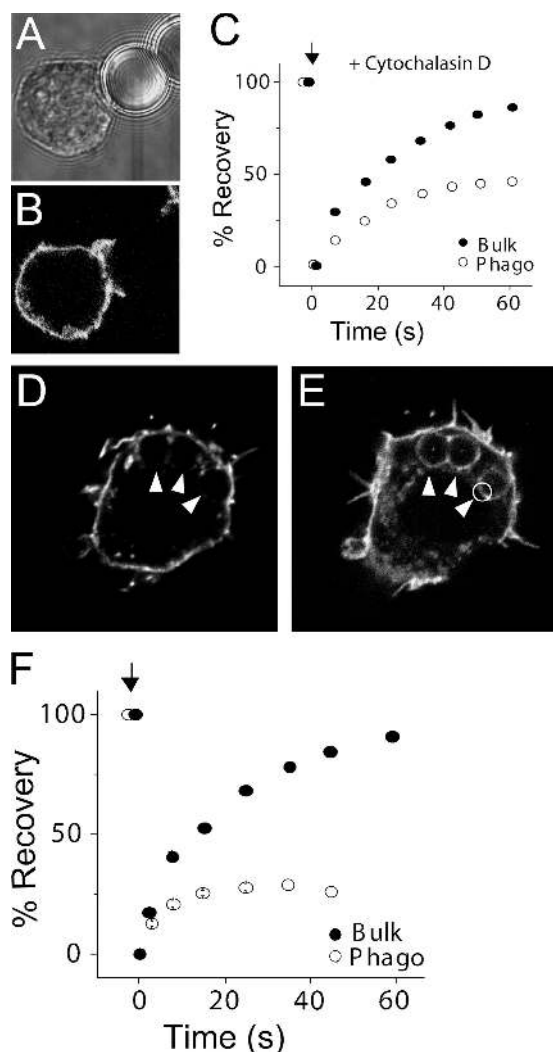 A
B
C
+ Cytochalasin D
% Recovery
100
50
0
0
20
40
60
Time (s)
Bulk
Phago
D
E
F
% Recovery
100
50
0
0
20
40
60
Time (s)
Bulk
Phago